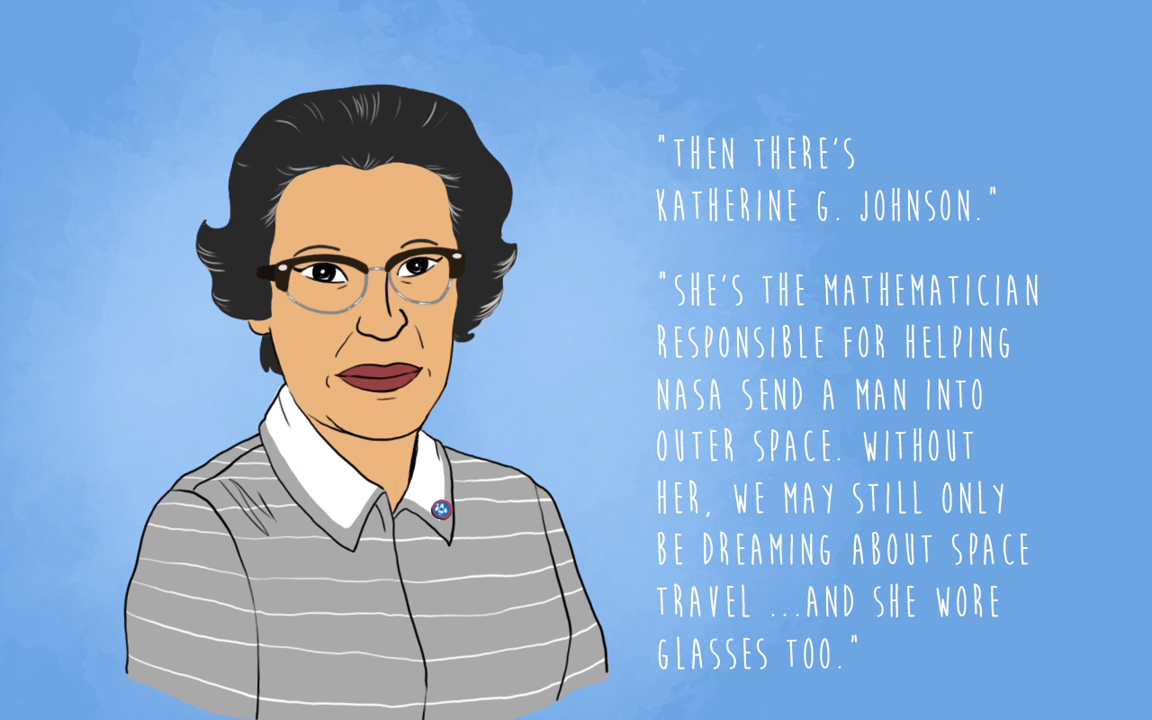 "THEN THERE'S
KATHERINE G. JOHNSON."
"SHE'S THE MATHEMATICIAN
RESPONSIBLE FOR HELPING
NASA SEND A MAN INTO
OUTER SPACE. WITHOUT
HER, WE MAY STILL ONLY
BE DREAMING ABOUT SPACE
TRAVEL ...AND SHE WORE
GLASSES TOO."